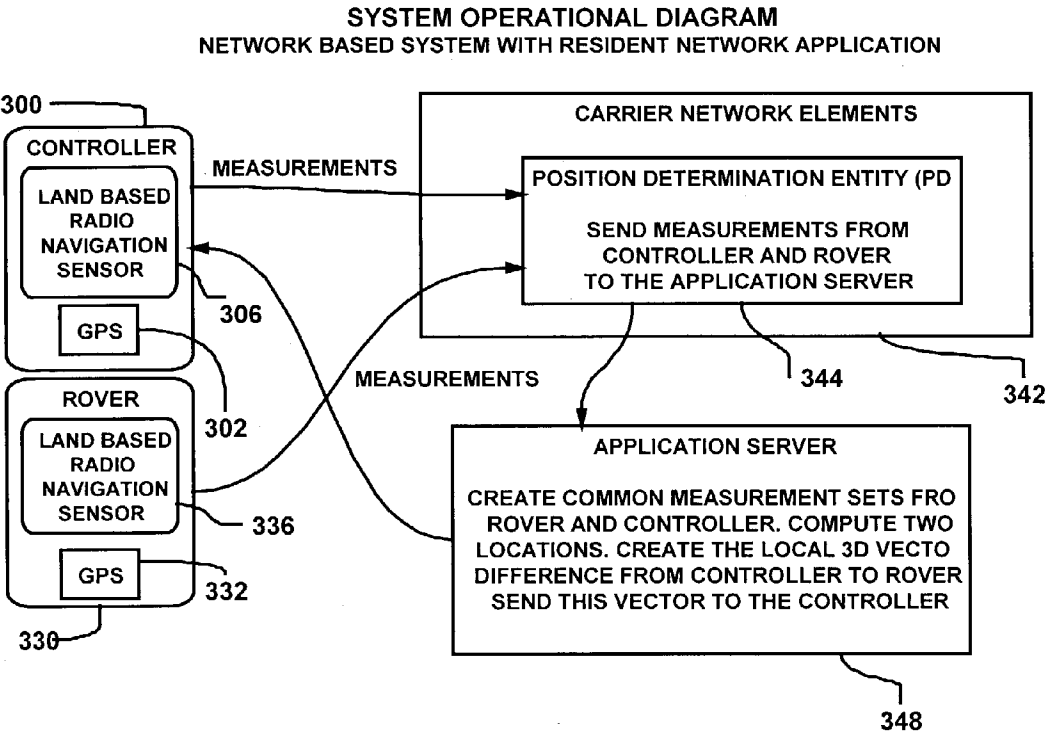 SYSTEM OPERATIONAL DIAGRAM
NETWORK BASED SYSTEM WITH RESIDENT NETWORK APPLICATION
300
CONTROLLER
LAND BASED
RADIO
NAVIGATION
SENSOR
306
GPS
302
ROVER
LAND BASED
RADIO
NAVIGATION
SENSOR
336
GPS
332
330
MEASUREMENTS
MEASUREMENTS
CARRIER NETWORK ELEMENTS
POSITION DETERMINATION ENTITY (PD
SEND MEASUREMENTS FROM
CONTROLLER AND ROVER
TO THE APPLICATION SERVER
344
342
APPLICATION SERVER
CREATE COMMON MEASUREMENT SETS FRO
ROVER AND CONTROLLER. COMPUTE TWO
LOCATIONS. CREATE THE LOCAL 3D VECTO
DIFFERENCE FROM CONTROLLER TO ROVER
SEND THIS VECTOR TO THE CONTROLLER
348